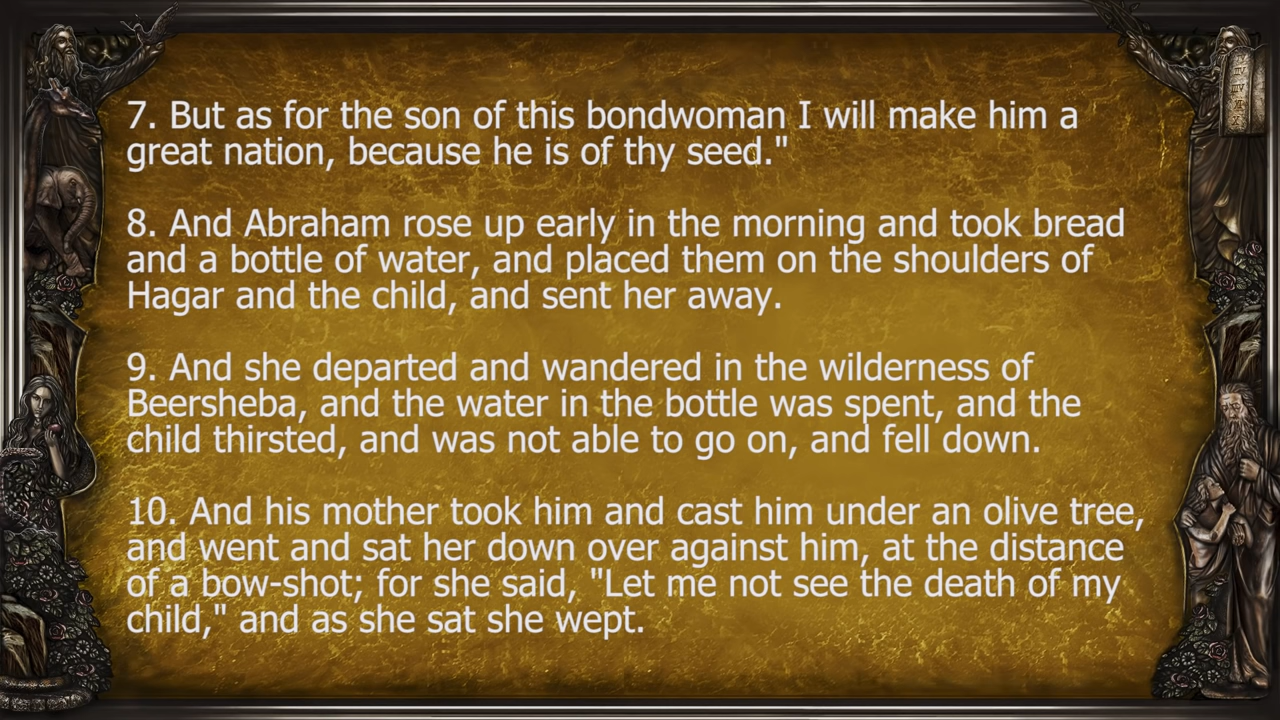 7. But as for the son of this bondwoman I will make him a
great nation, because he is of thy seed."
8. And Abraham rose up early in the morning and took bread
and a bottle of water, and placed them on the shoulders of
Hagar and the child, and sent her away.
9. And she departed and wandered in the wilderness of
Beersheba, and the water in the bottle was spent, and the
child thirsted, and was not able to go on, and fell down.
10. And his mother took him and cast him under an olive tree,
and went and sat her down over against him, at the distance
of a bow-shot; for she said, "Let me not see the death of my
child," and as she sat she wept.